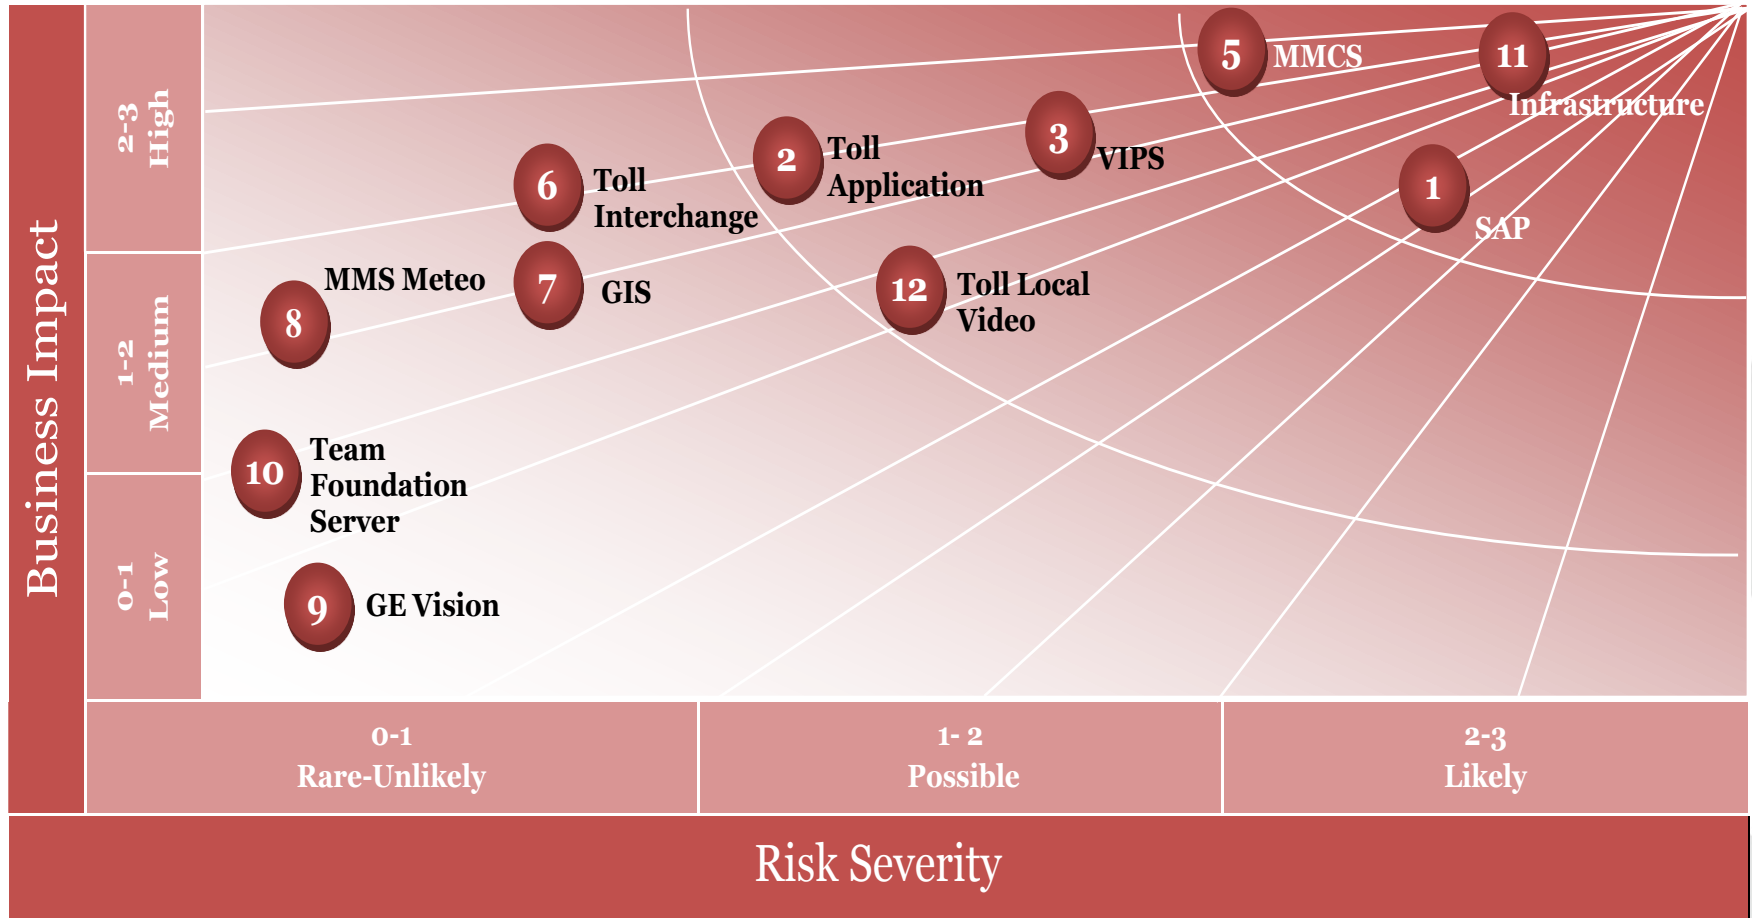 Business Impact
2-3
High
1-2
Medium
0-1
Low
5
MMCS
11
Infrastructure
3
VIPS
2
Toll
Application
6
Toll
Interchange
1
SAP
MMS Meteo
8
7
GIS
12
Toll Local
Video
10
Team
Foundation
Server
9
GE Vision
0-1
Rare-Unlikely
1- 2
Possible
2-3
Likely
Risk Severity